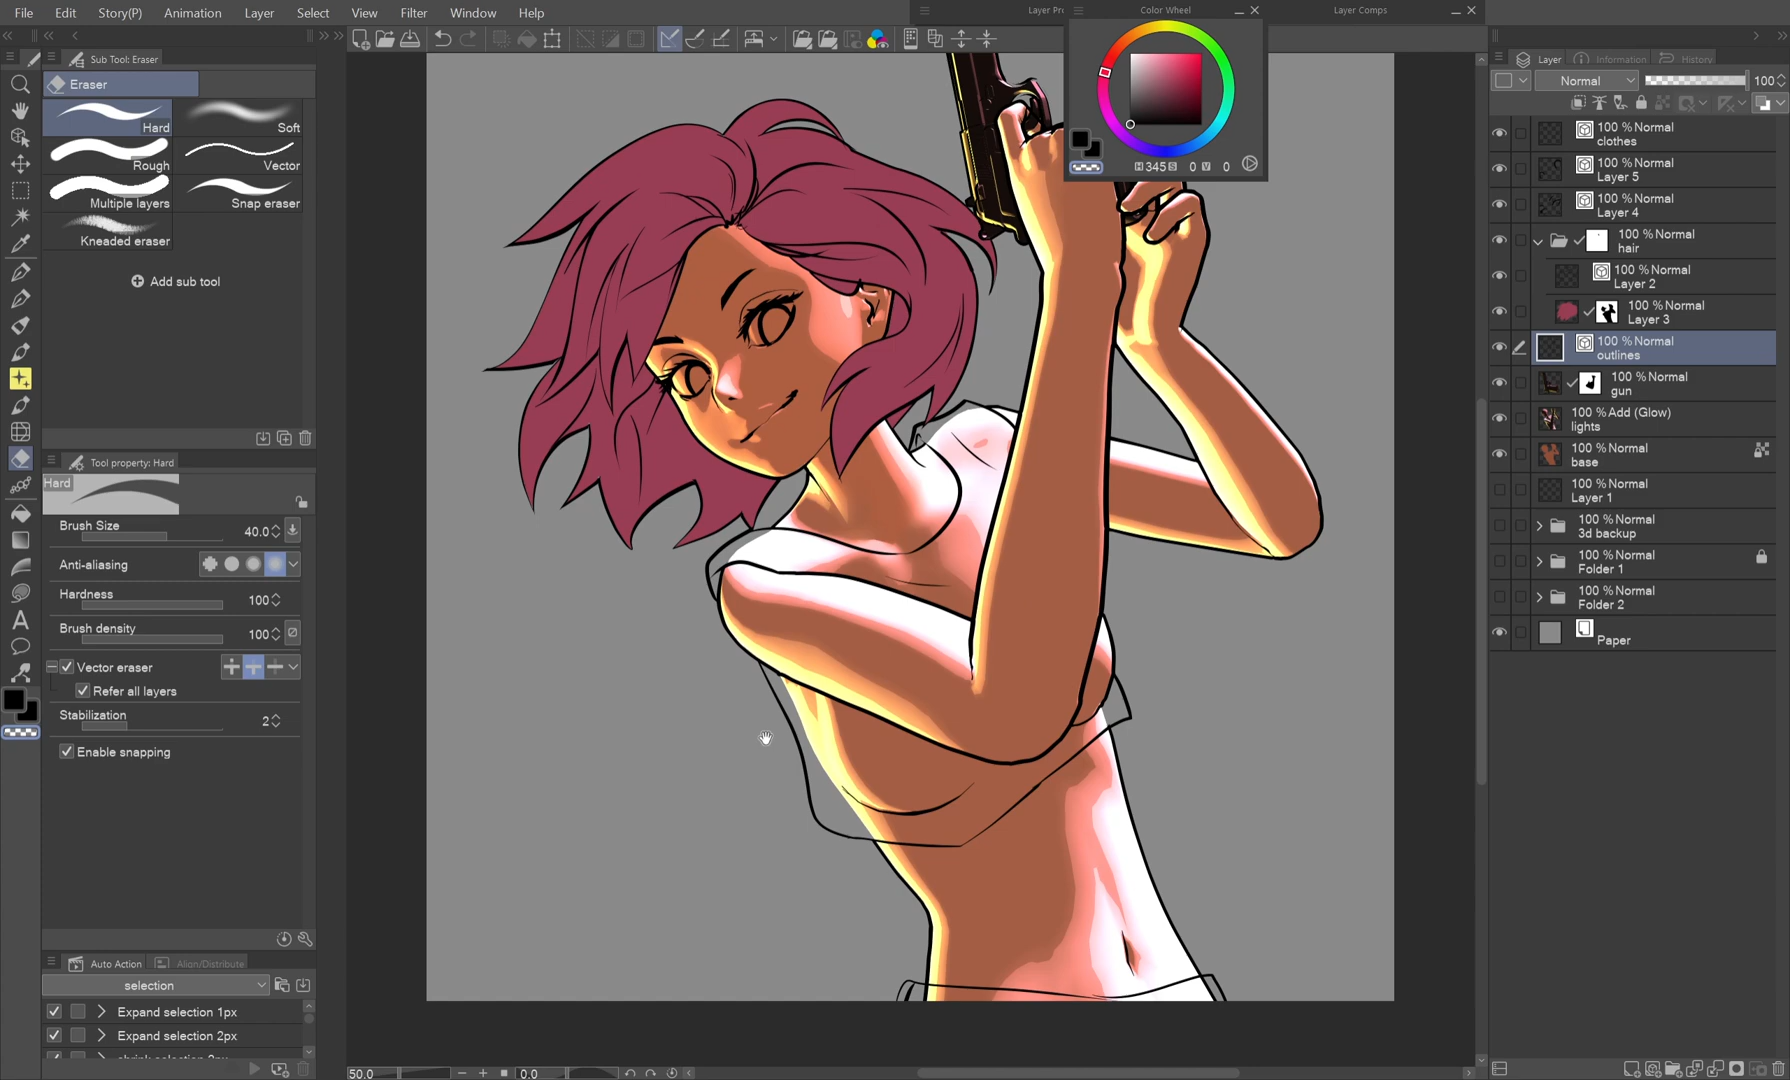 File Edit Story(P) Animation Layer Select View Filter Window Help
Color Wheel
Layer Comps
Sub Tool: Eraser
Layer Information History
Eraser
Normal 100
Hard Soft
Rough Vector
Multiple layers Snap eraser
Kneaded eraser
Add sub tool
H 345 S 0 V 0
100 % Normal
clothes
100 % Normal
Layer 5
100 % Normal
Layer 4
100 % Normal
hair
100 % Normal
Layer 2
100 % Normal
Layer 3
100 % Normal
outlines
100 % Normal
gun
100 % Add (Glow)
lights
100 % Normal
base
100 % Normal
Layer 1
100 % Normal
3d backup
100 % Normal
Folder 1
100 % Normal
Folder 2
Paper
Tool property: Hard
Hard
Brush Size 40.0
Anti-aliasing
Hardness 100
Brush density 100
Vector eraser
Refer all layers
Stabilization 2
Enable snapping
Auto Action Align/Distribute
selection
Expand selection 1px
Expand selection 2px
50.0 0.0